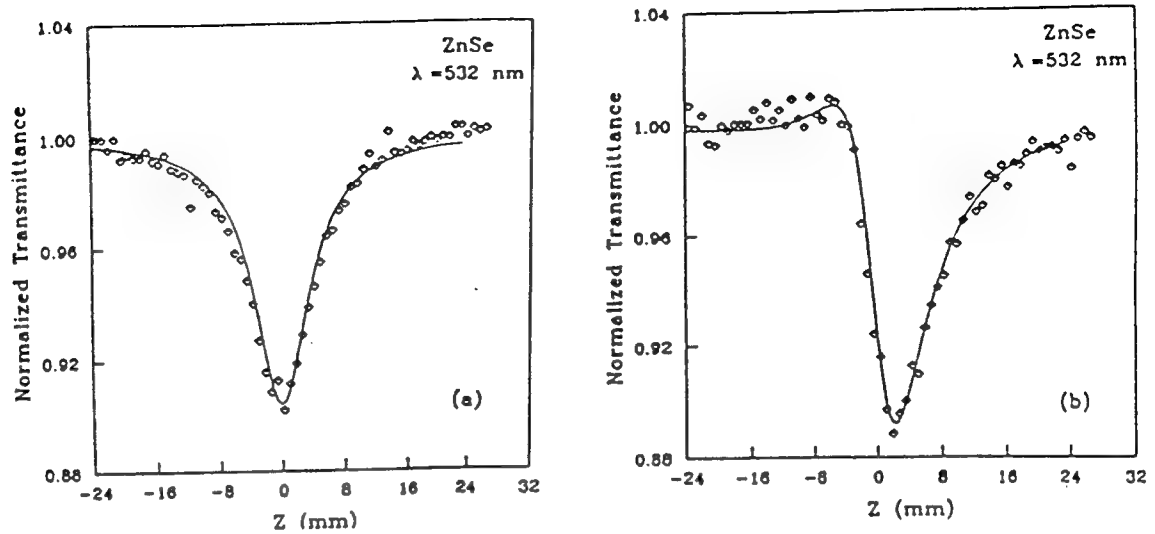 1.04
ZnSe
λ = 532 nm
1.00
Normalized Transmittance
0.96
0.92
(a)
0.88
-24 -16 -8 0 8 16 24 32
Z (mm)
1.04
ZnSe
λ = 532 nm
1.00
Normalized Transmittance
0.96
0.92
(b)
0.88
-24 -16 -8 0 8 16 24 32
Z (mm)